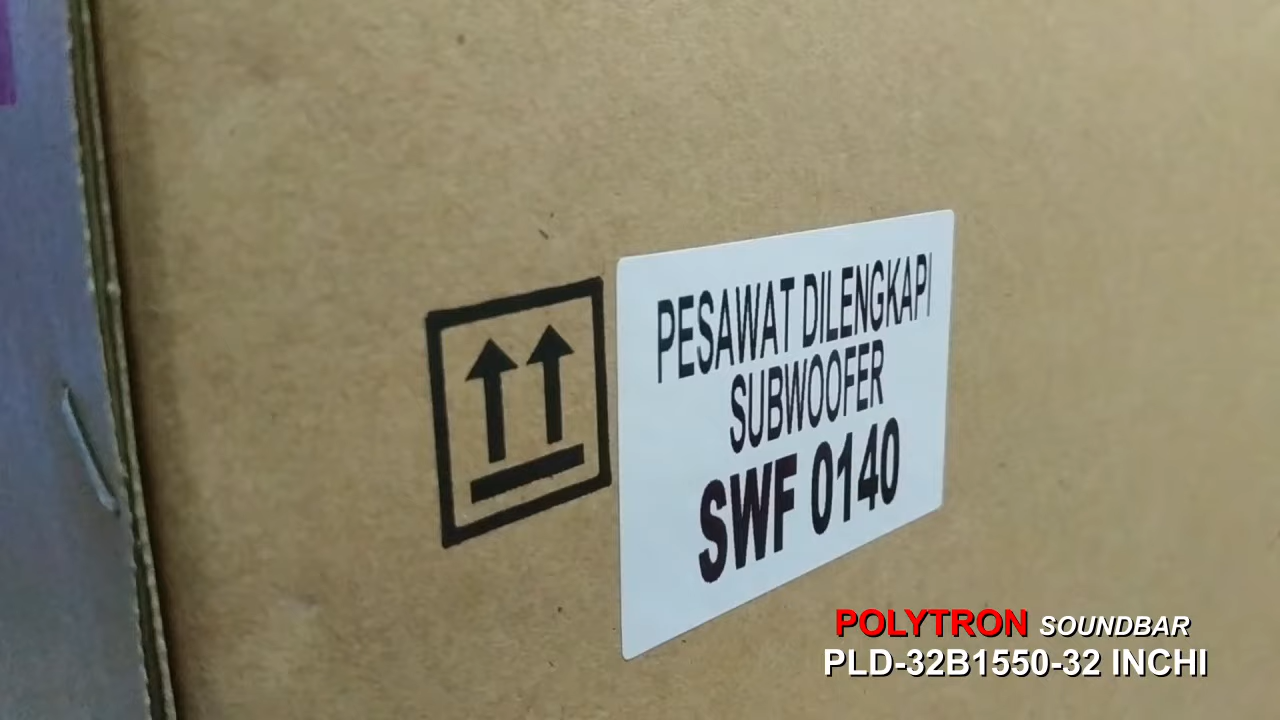 PESAWAT DILENGKAPI
SUBWOOFER
SWF 0140
POLYTRON SOUNDBAR
PLD-32B1550-32 INCHI